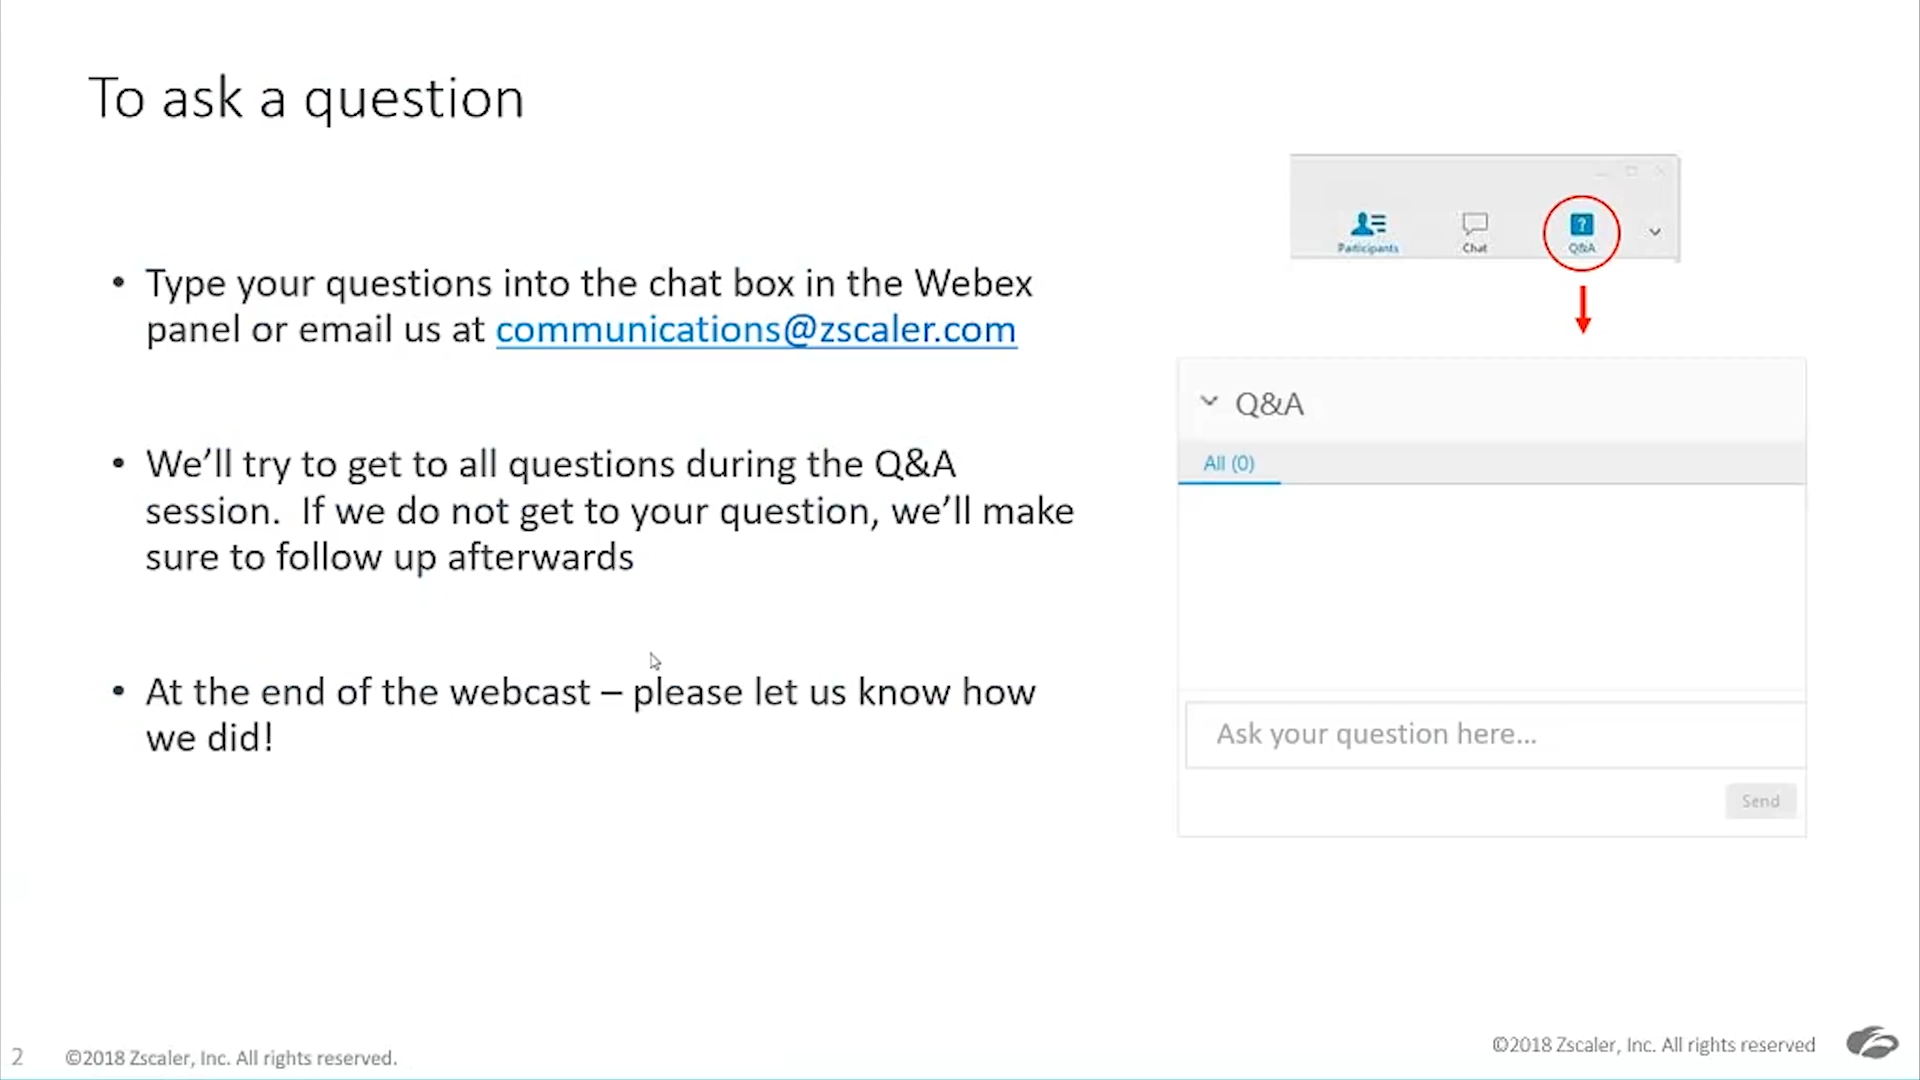 To ask a question
• Type your questions into the chat box in the Webex
panel or email us at communications@zscaler.com
• We’ll try to get to all questions during the Q&A
session.  If we do not get to your question, we’ll make
sure to follow up afterwards
• At the end of the webcast – please let us know how
we did!
Participants
Chat
Q&A
Q&A
All (0)
Ask your question here...
Send
2
©2018 Zscaler, Inc. All rights reserved.
©2018 Zscaler, Inc. All rights reserved